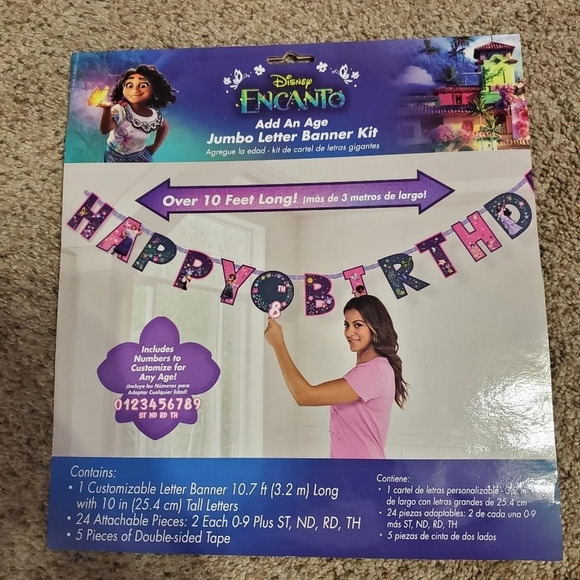 Disney
ENCANTO
Add An Age
Jumbo Letter Banner Kit
Agregue la edad - kit de cartel de letras gigantes
Over 10 Feet Long! ¡más de 3 metros de largo!
HAPPY 8TH BIRTHD
Includes
Numbers to
Customize for
Any Age!
¡Incluye los Números para
Adaptar Cualquier Edad!
0123456789
ST ND RD TH
Contains:
• 1 Customizable Letter Banner 10.7 ft (3.2 m) Long
with 10 in (25.4 cm) Tall Letters
• 24 Attachable Pieces: 2 Each 0-9 Plus ST, ND, RD, TH
• 5 Pieces of Double-sided Tape
Contiene:
• 1 cartel de letras personalizable - 3.2 m
de largo con letras grandes de 25.4 cm
• 24 piezas adaptables: 2 de cada una 0-9
más ST, ND, RD, TH
• 5 piezas de cinta de dos lados